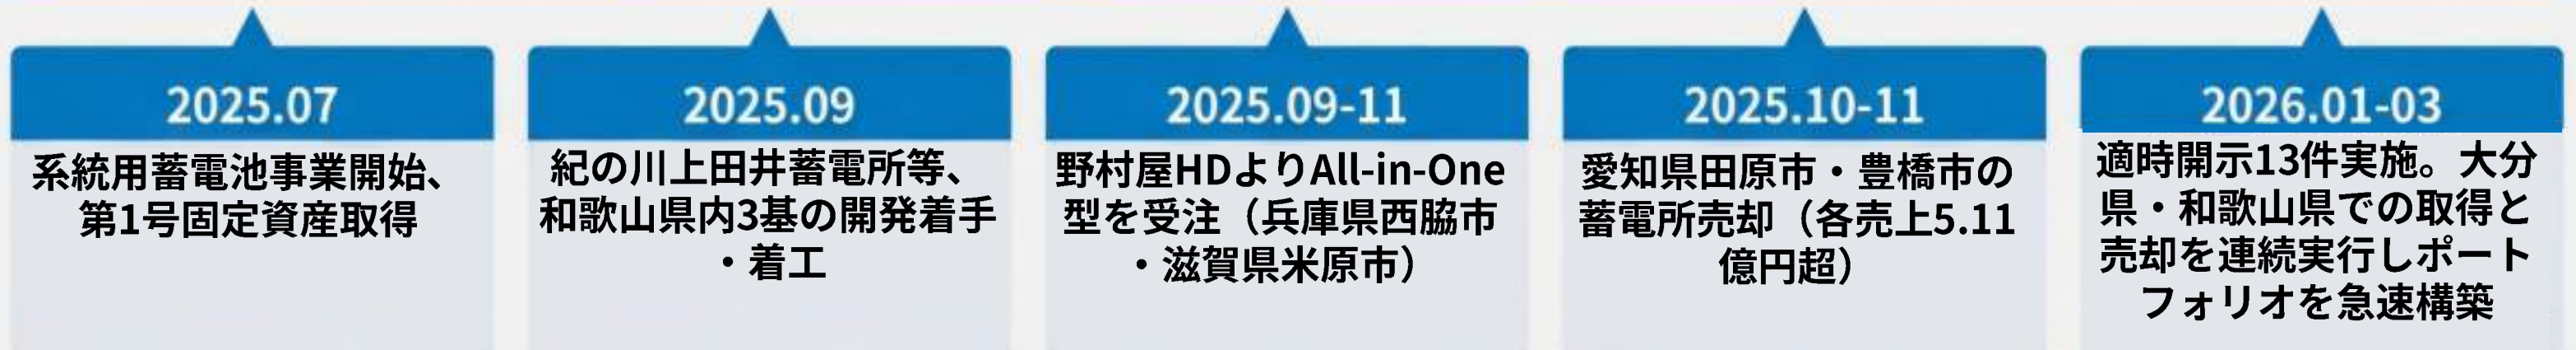 2025.07
系統用蓄電池事業開始、
第1号固定資産取得
2025.09
紀の川上田井蓄電所等、
和歌山県内3基の開発着手
・着工
2025.09-11
野村屋HDよりAll-in-One
型を受注（兵庫県西脇市
・滋賀県米原市）
2025.10-11
愛知県田原市・豊橋市の
蓄電所売却（各売上5.11
億円超）
2026.01-03
適時開示13件実施。大分
県・和歌山県での取得と
売却を連続実行しポート
フォリオを急速構築